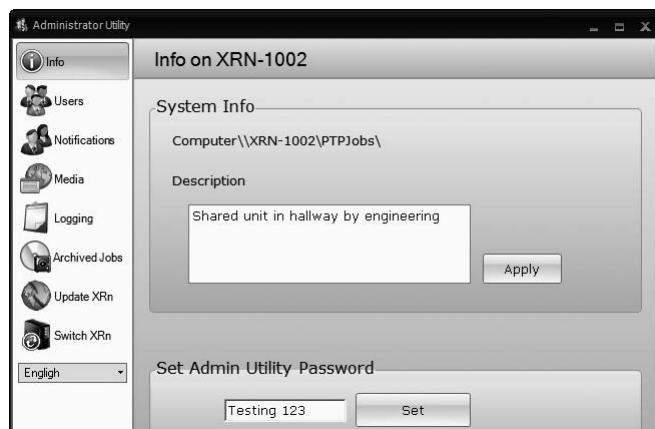 Administrator Utility
Info
Users
Notifications
Media
Logging
Archived Jobs
Update XRn
Switch XRn
Engligh
Info on XRN-1002
System Info
Computer\\XRN-1002\PTPJobs\
Description
Shared unit in hallway by engineering
Apply
Set Admin Utility Password
Testing 123
Set